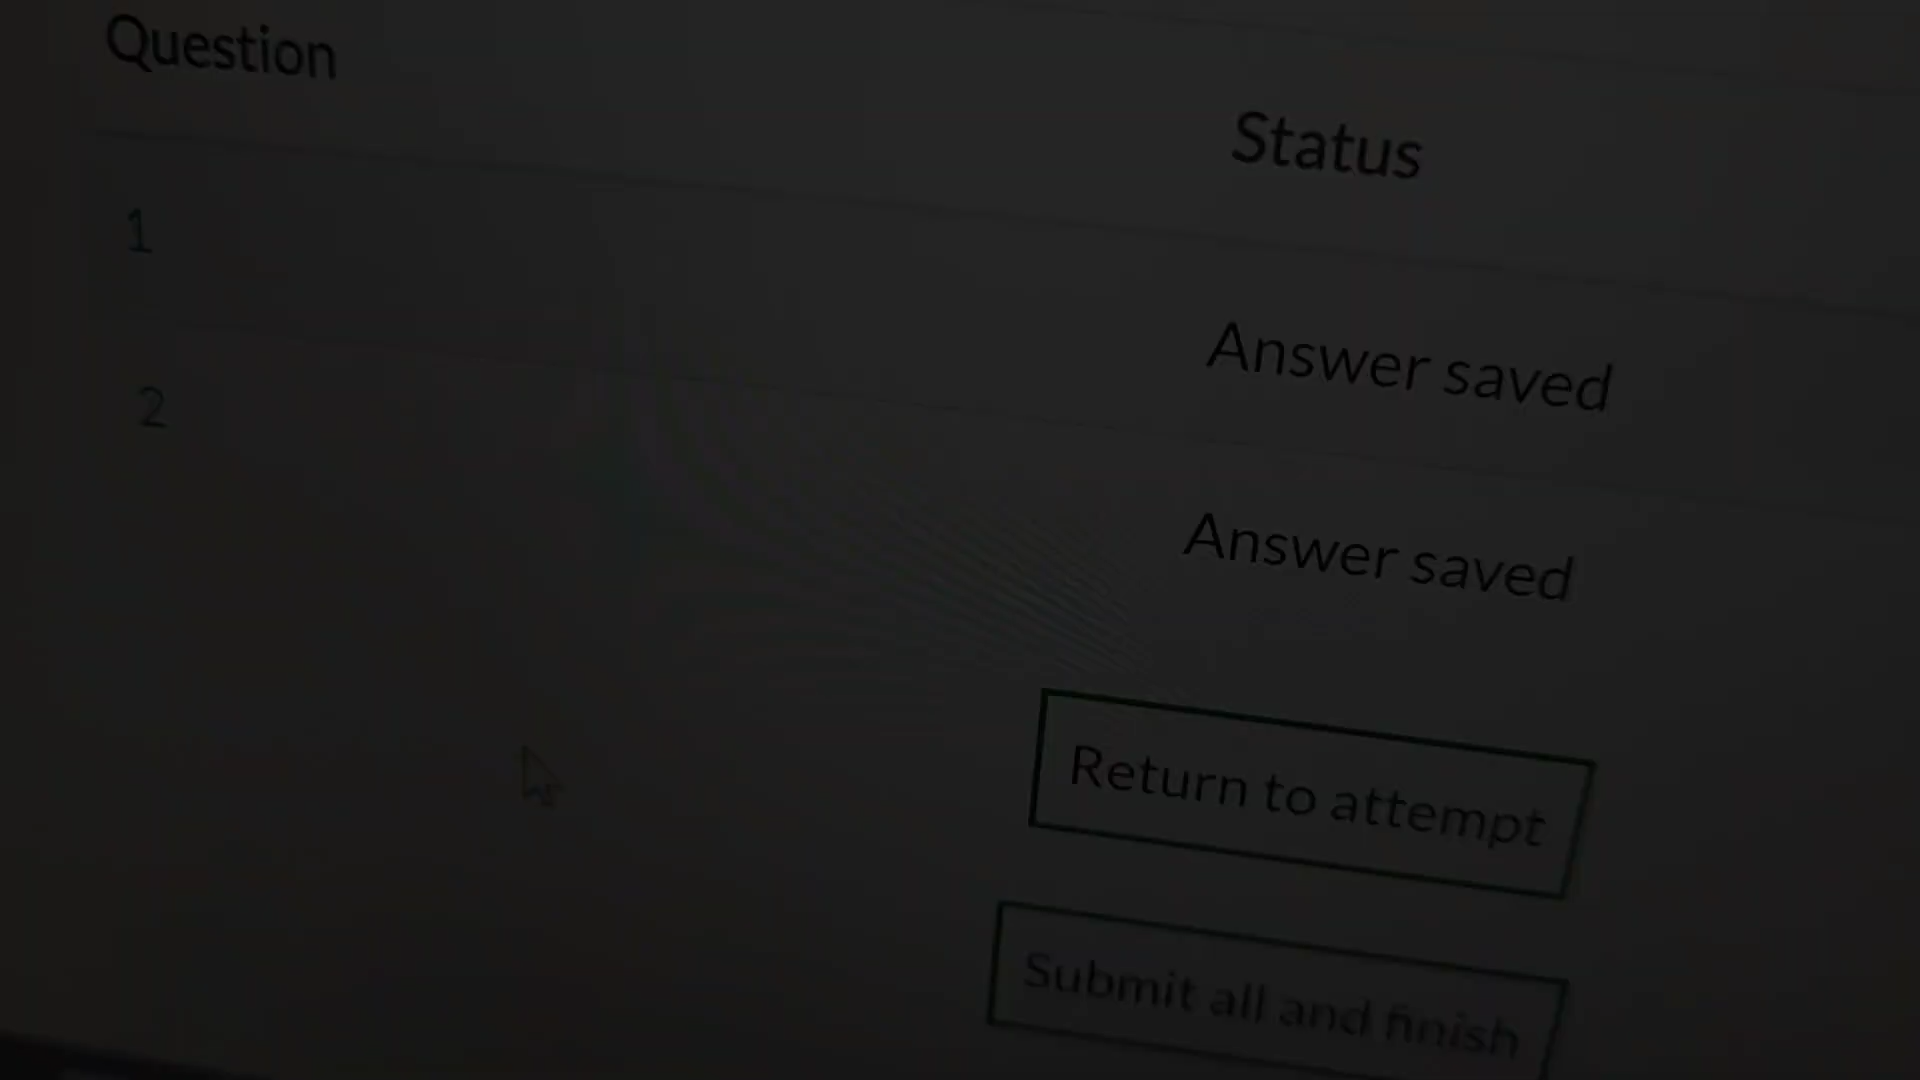 Question
Status
1
Answer saved
2
Answer saved
Return to attempt
Submit all and finish